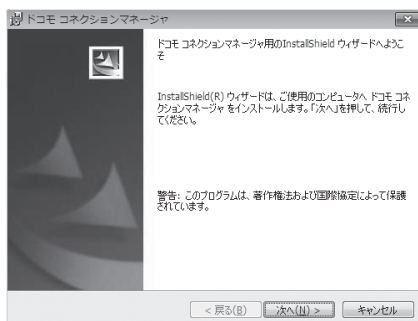 ドコモ コネクションマネージャ
ドコモ コネクションマネージャ用のInstallShield ウィザードへようこ
そ
InstallShield(R) ウィザードは、ご使用のコンピュータへ ドコモ コネ
クションマネージャ をインストールします。「次へ」を押して、続行し
てください。
警告: このプログラムは、著作権法および国際協定によって保護
されています。
< 戻る(B)
次へ(N) >
キャンセル